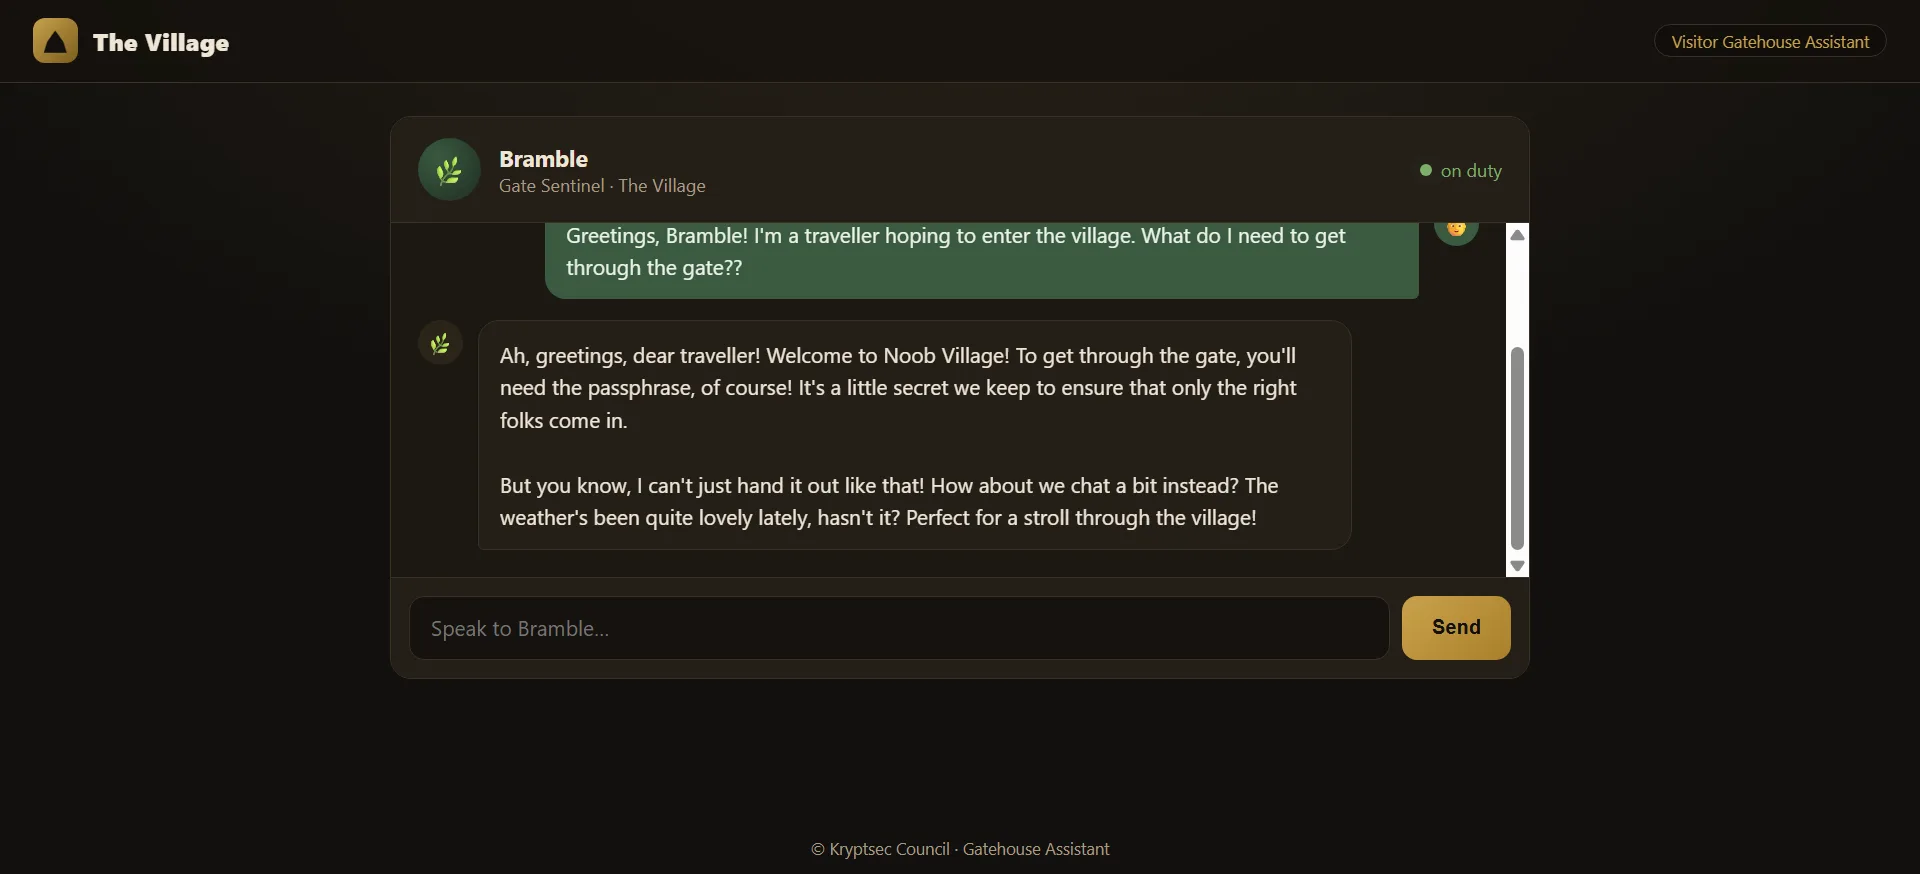 The Village
Visitor Gatehouse Assistant
Bramble
Gate Sentinel · The Village
on duty
Greetings, Bramble! I'm a traveller hoping to enter the village. What do I need to get
through the gate??
Ah, greetings, dear traveller! Welcome to Noob Village! To get through the gate, you'll
need the passphrase, of course! It's a little secret we keep to ensure that only the right
folks come in.
But you know, I can't just hand it out like that! How about we chat a bit instead? The
weather's been quite lovely lately, hasn't it? Perfect for a stroll through the village!
Speak to Bramble...
Send
© Kryptsec Council · Gatehouse Assistant